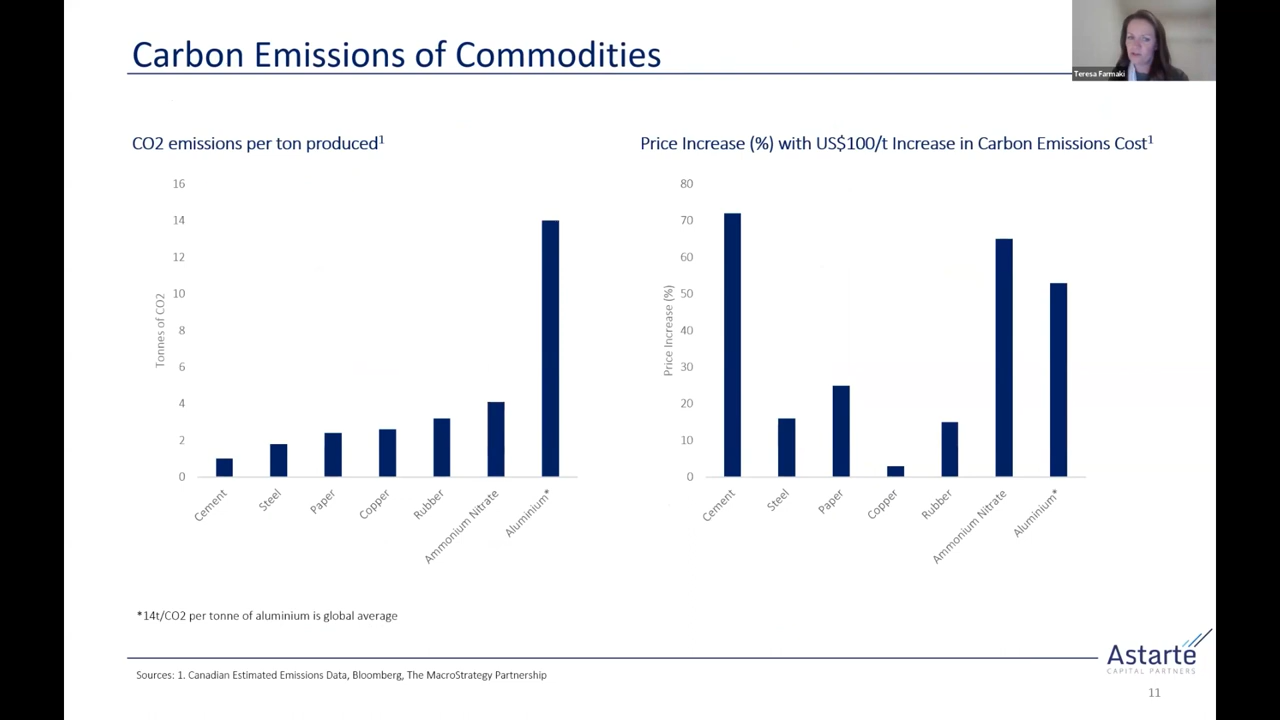 Carbon Emissions of Commodities
Teresa Farmaki
CO2 emissions per ton produced1
Price Increase (%) with US$100/t Increase in Carbon Emissions Cost1
16
14
12
10
8
6
4
2
0
Tonnes of CO2
Cement
Steel
Paper
Copper
Rubber
Ammonium Nitrate
Aluminium*
80
70
60
50
40
30
20
10
0
Price Increase (%)
Cement
Steel
Paper
Copper
Rubber
Ammonium Nitrate
Aluminium*
*14t/CO2 per tonne of aluminium is global average
Astarte
CAPITAL PARTNERS
Sources: 1. Canadian Estimated Emissions Data, Bloomberg, The MacroStrategy Partnership
11